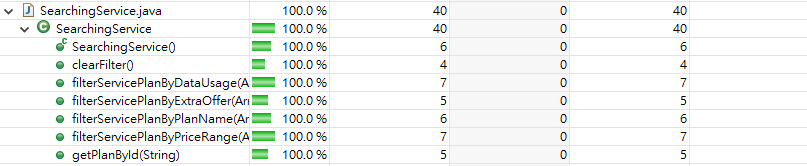 SearchingService.java 100.0 % 40 0 40
SearchingService 100.0 % 40 0 40
SearchingService() 100.0 % 6 0 6
clearFilter() 100.0 % 4 0 4
filterServicePlanByDataUsage(A 100.0 % 7 0 7
filterServicePlanByExtraOffer(Arr 100.0 % 5 0 5
filterServicePlanByPlanName(Arr 100.0 % 6 0 6
filterServicePlanByPriceRange(A 100.0 % 7 0 7
getPlanById(String) 100.0 % 5 0 5